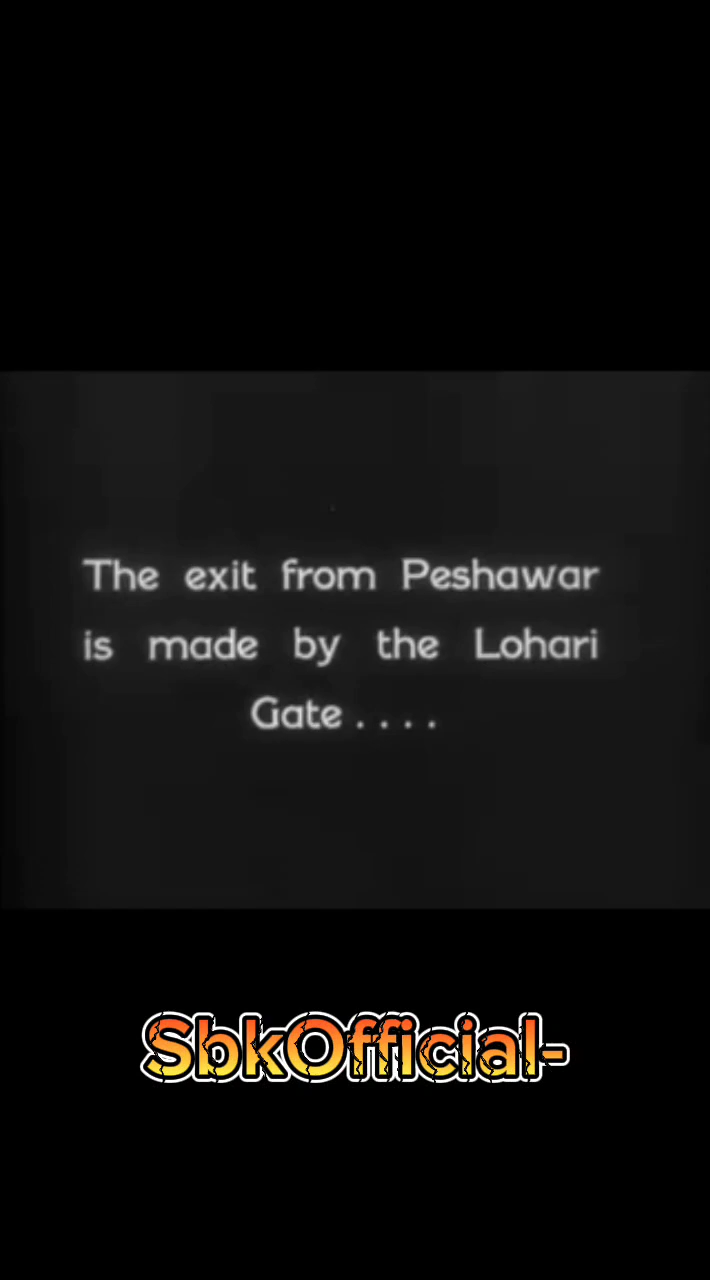 The exit from Peshawar
is made by the Lohari
Gate . . . .
SbkOfficial-